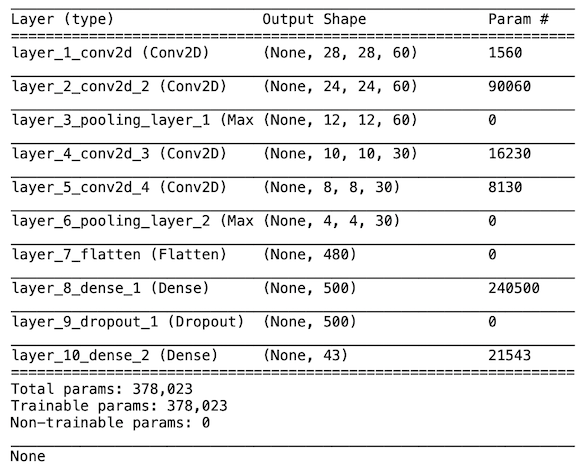 Layer (type) Output Shape Param #
layer_1_conv2d (Conv2D) (None, 28, 28, 60) 1560
layer_2_conv2d_2 (Conv2D) (None, 24, 24, 60) 90060
layer_3_pooling_layer_1 (Max (None, 12, 12, 60) 0
layer_4_conv2d_3 (Conv2D) (None, 10, 10, 30) 16230
layer_5_conv2d_4 (Conv2D) (None, 8, 8, 30) 8130
layer_6_pooling_layer_2 (Max (None, 4, 4, 30) 0
layer_7_flatten (Flatten) (None, 480) 0
layer_8_dense_1 (Dense) (None, 500) 240500
layer_9_dropout_1 (Dropout) (None, 500) 0
layer_10_dense_2 (Dense) (None, 43) 21543
Total params: 378,023
Trainable params: 378,023
Non-trainable params: 0
None